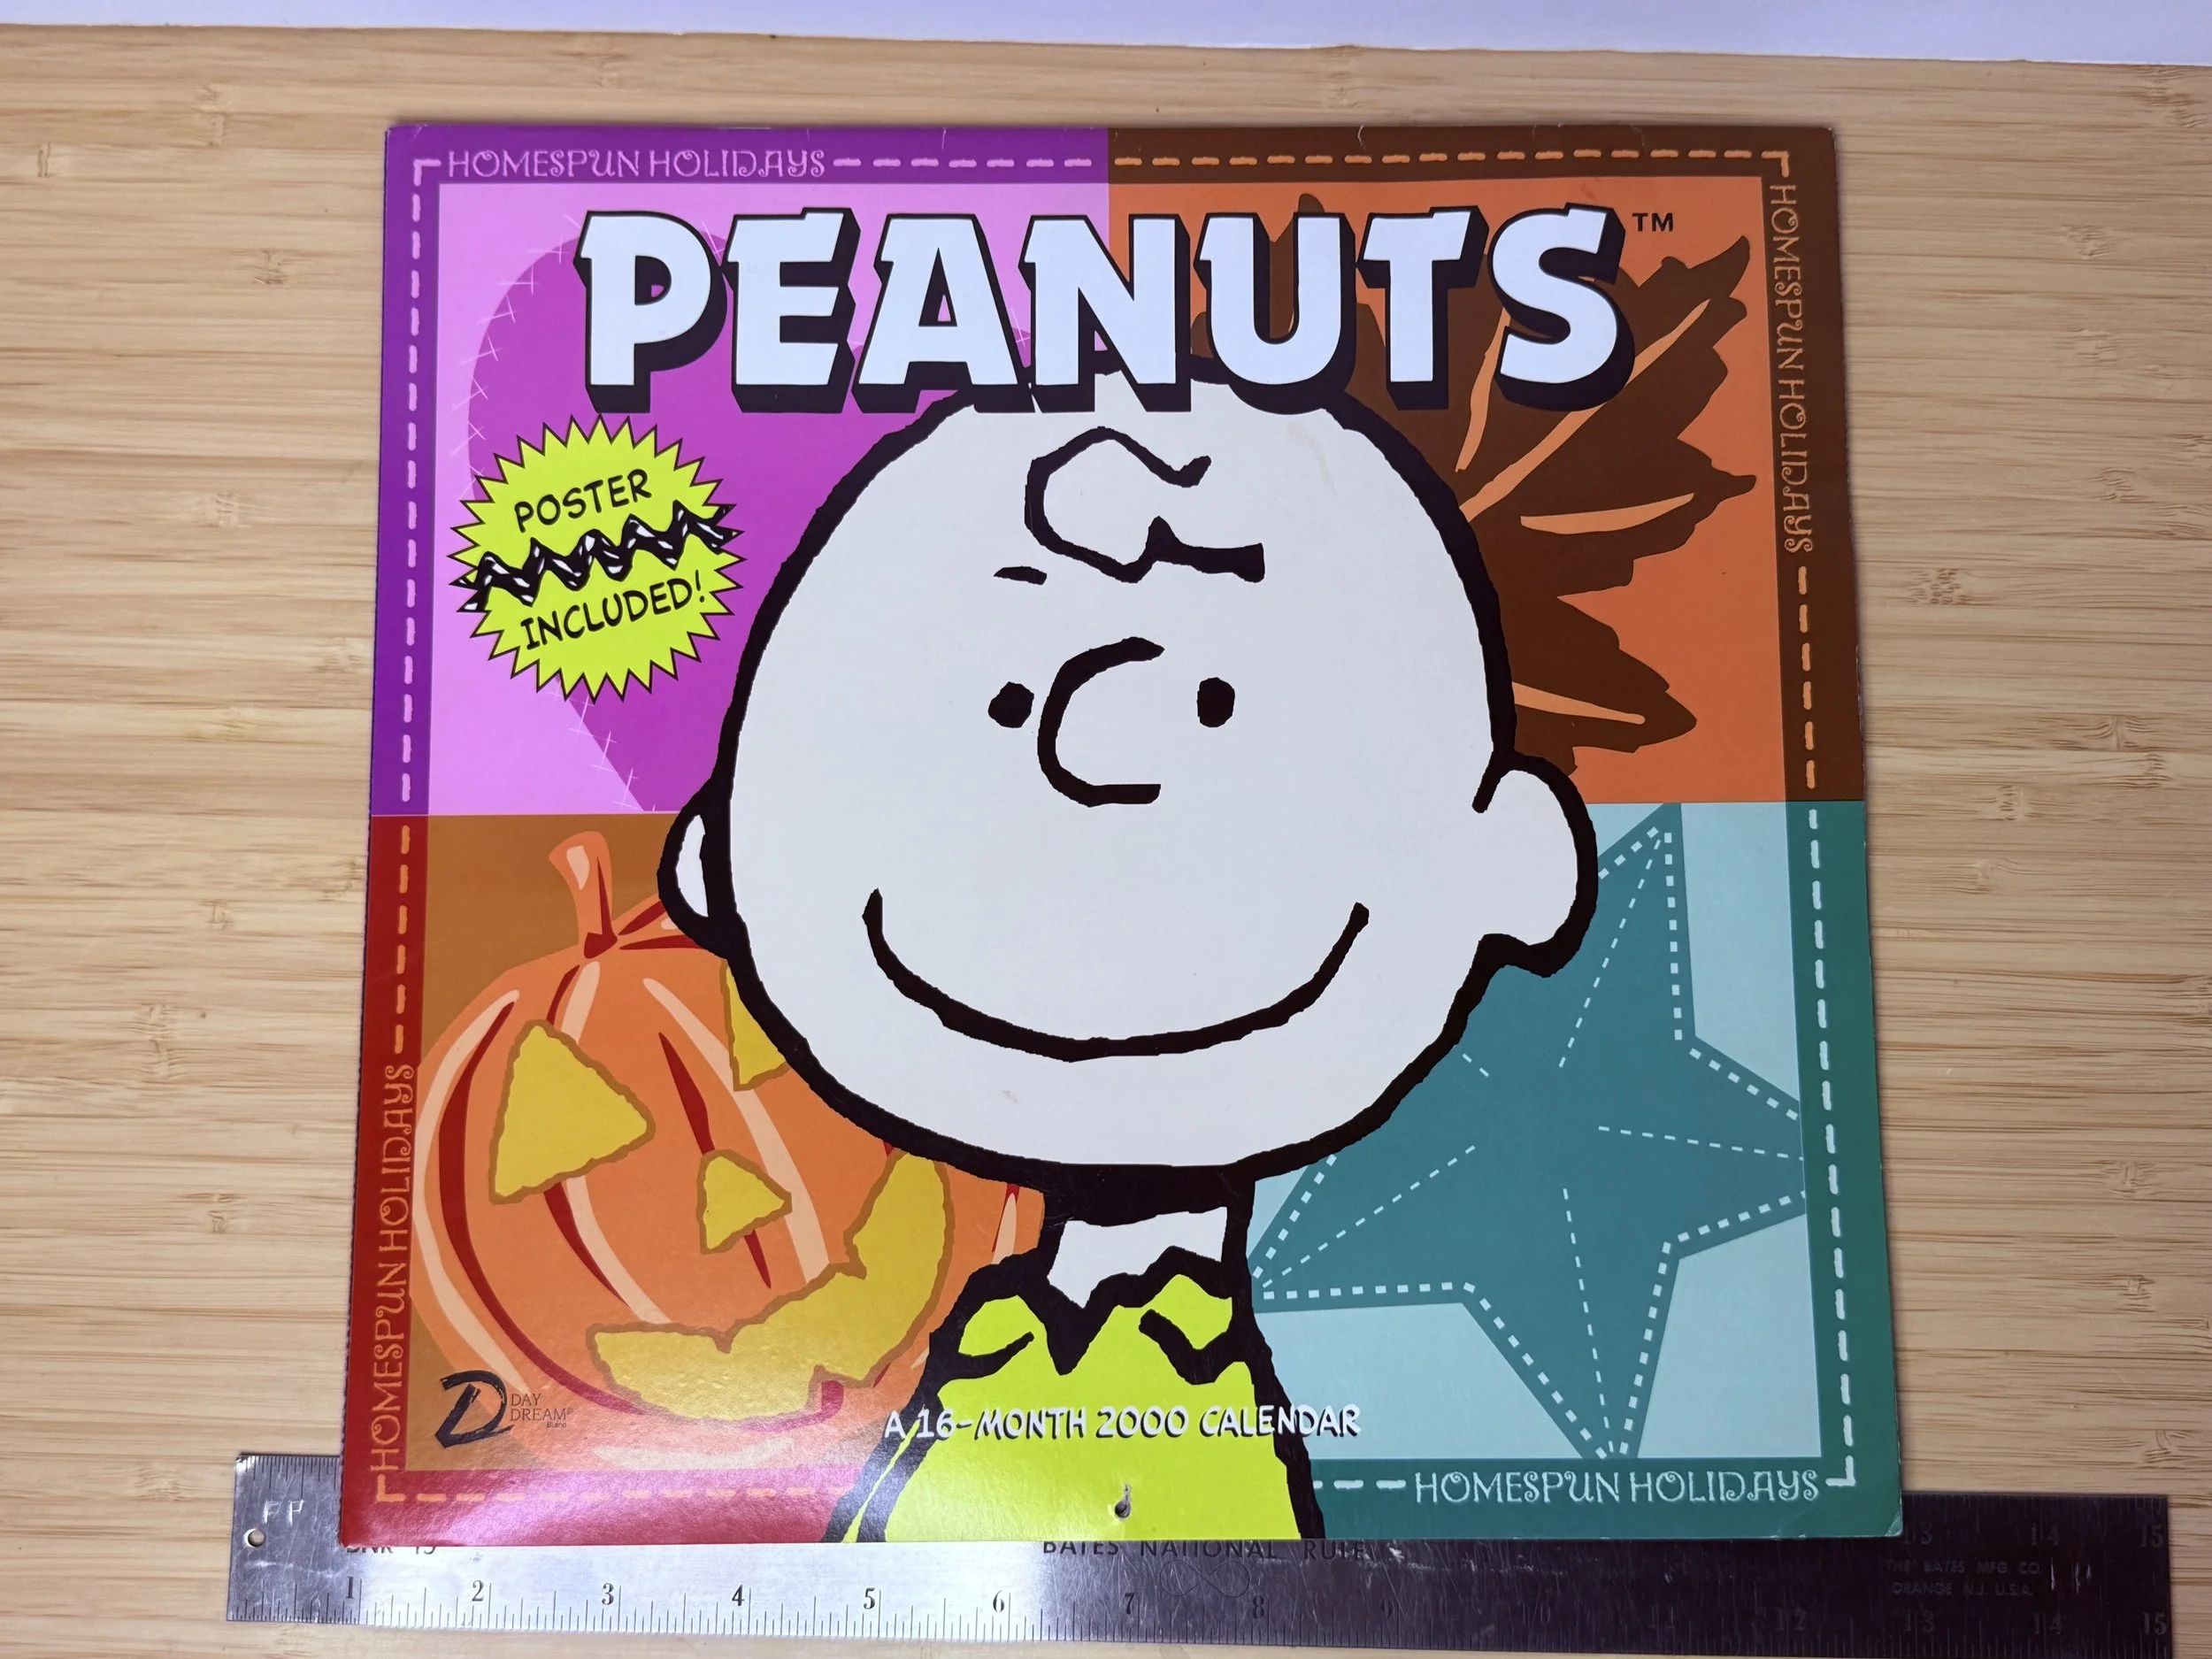 HOMESPUN HOLIDAYS
HOMESPUN HOLIDAYS
PEANUTS™
POSTER
INCLUDED!
HOMESPUN HOLIDAYS
DAY
DREAM®
A 16-MONTH 2000 CALENDAR
HOMESPUN HOLIDAYS
BATES NATIONAL RULE
13 14 15
THE BATES MFG. CO.
ORANGE N.J. U.S.A.
1 2 3 4 5 6 7 8 9 10 11 12 13 14 15